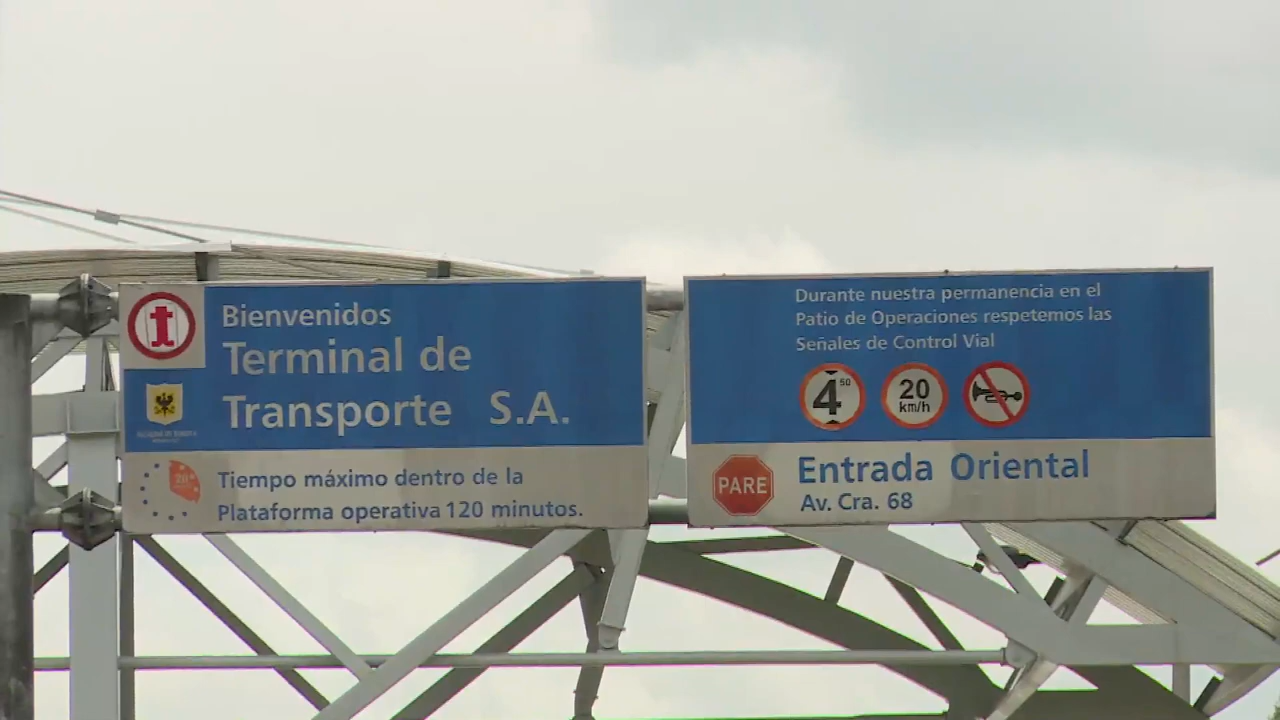 Bienvenidos
Terminal de
Transporte S.A.
Tiempo máximo dentro de la
Plataforma operativa 120 minutos.
Durante nuestra permanencia en el
Patio de Operaciones respetemos las
Señales de Control Vial
4 50
20
km/h
PARE
Entrada Oriental
Av. Cra. 68